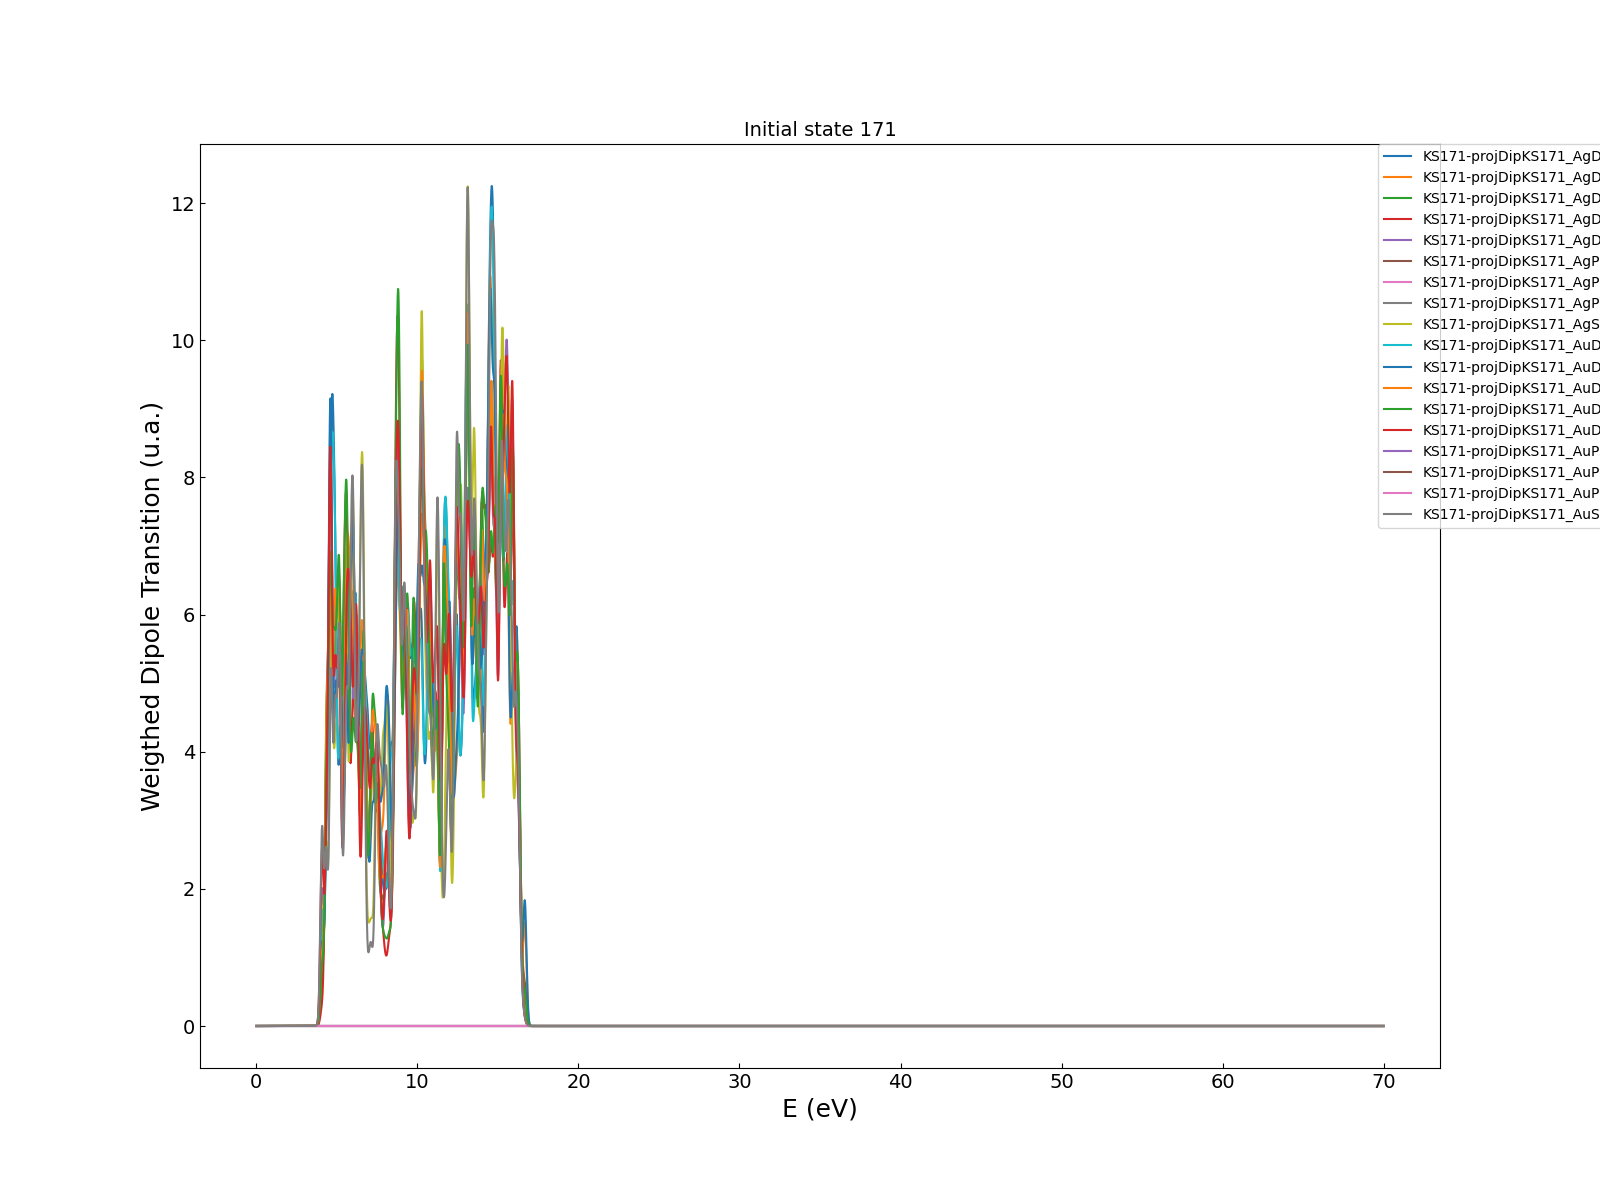 Initial state 171
Weigthed Dipole Transition (u.a.)
12
10
8
6
4
2
0
0 10 20 30 40 50 60 70
E (eV)
KS171-projDipKS171_AgD
KS171-projDipKS171_AgD
KS171-projDipKS171_AgD
KS171-projDipKS171_AgD
KS171-projDipKS171_AgD
KS171-projDipKS171_AgP
KS171-projDipKS171_AgP
KS171-projDipKS171_AgP
KS171-projDipKS171_AgS
KS171-projDipKS171_AuD
KS171-projDipKS171_AuD
KS171-projDipKS171_AuD
KS171-projDipKS171_AuD
KS171-projDipKS171_AuD
KS171-projDipKS171_AuP
KS171-projDipKS171_AuP
KS171-projDipKS171_AuP
KS171-projDipKS171_AuS